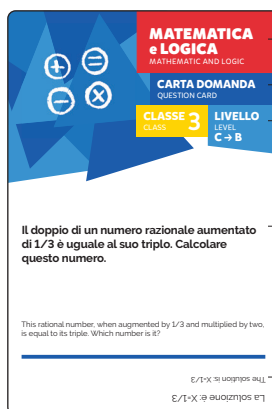 MATEMATICA
e LOGICA
MATHEMATIC AND LOGIC
CARTA DOMANDA
QUESTION CARD
CLASSE 3
CLASS
LIVELLO
LEVEL
C → B
Il doppio di un numero razionale aumentato
di 1/3 è uguale al suo triplo. Calcolare
questo numero.
This rational number, when augmented by 1/3 and multiplied by two,
is equal to its triple. Which number is it?
The solution is: X=1/3
La soluzione è: X=1/3